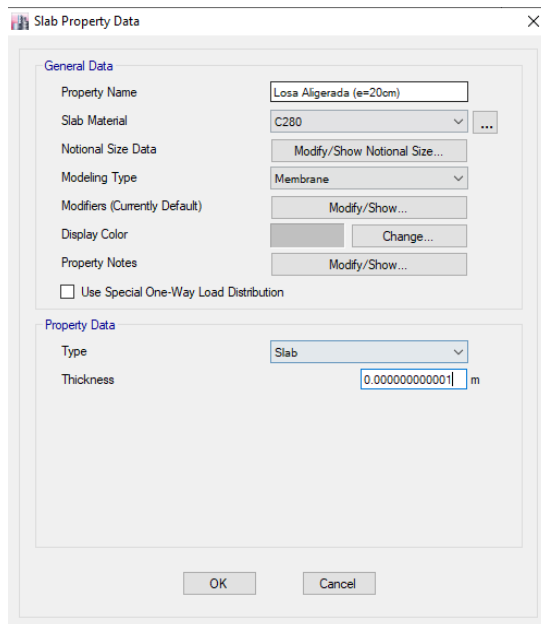 Slab Property Data
General Data
Property Name Losa Aligerada (e=20cm)
Slab Material C280 ...
Notional Size Data Modify/Show Notional Size...
Modeling Type Membrane
Modifiers (Currently Default) Modify/Show...
Display Color Change...
Property Notes Modify/Show...
Use Special One-Way Load Distribution
Property Data
Type Slab
Thickness 0.000000000001 m
OK Cancel